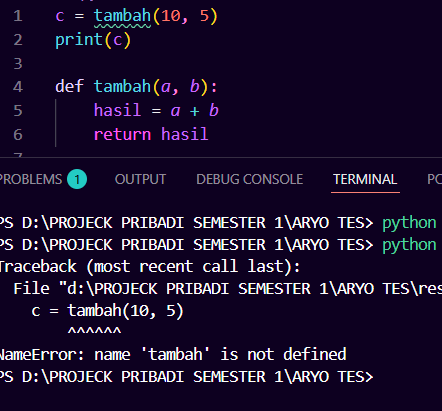 1 c = tambah(10, 5)
2 print(c)
3
4 def tambah(a, b):
5 hasil = a + b
6 return hasil
PROBLEMS 1 OUTPUT DEBUG CONSOLE TERMINAL
PS D:\PROJECK PRIBADI SEMESTER 1\ARYO TES> python
PS D:\PROJECK PRIBADI SEMESTER 1\ARYO TES> python
Traceback (most recent call last):
File "d:\PROJECK PRIBADI SEMESTER 1\ARYO TES\res
c = tambah(10, 5)
^^^^^^
NameError: name 'tambah' is not defined
PS D:\PROJECK PRIBADI SEMESTER 1\ARYO TES>